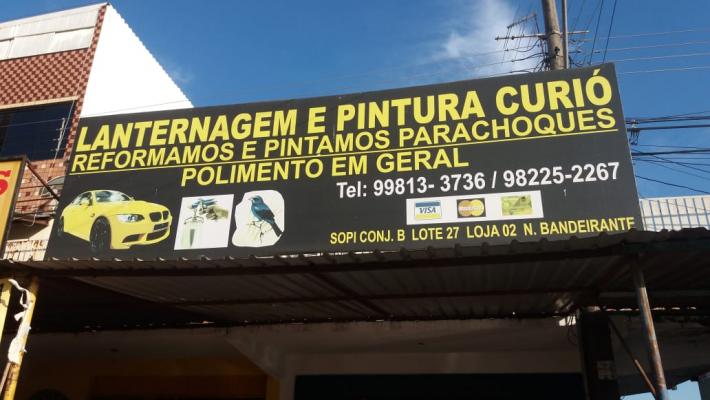 LANTERNAGEM E PINTURA CURIÓ
REFORMAMOS E PINTAMOS PARACHOQUES
POLIMENTO EM GERAL
Tel: 99813- 3736 / 98225-2267
VISA
SOPI CONJ. B LOTE 27 LOJA 02 N. BANDEIRANTE
S